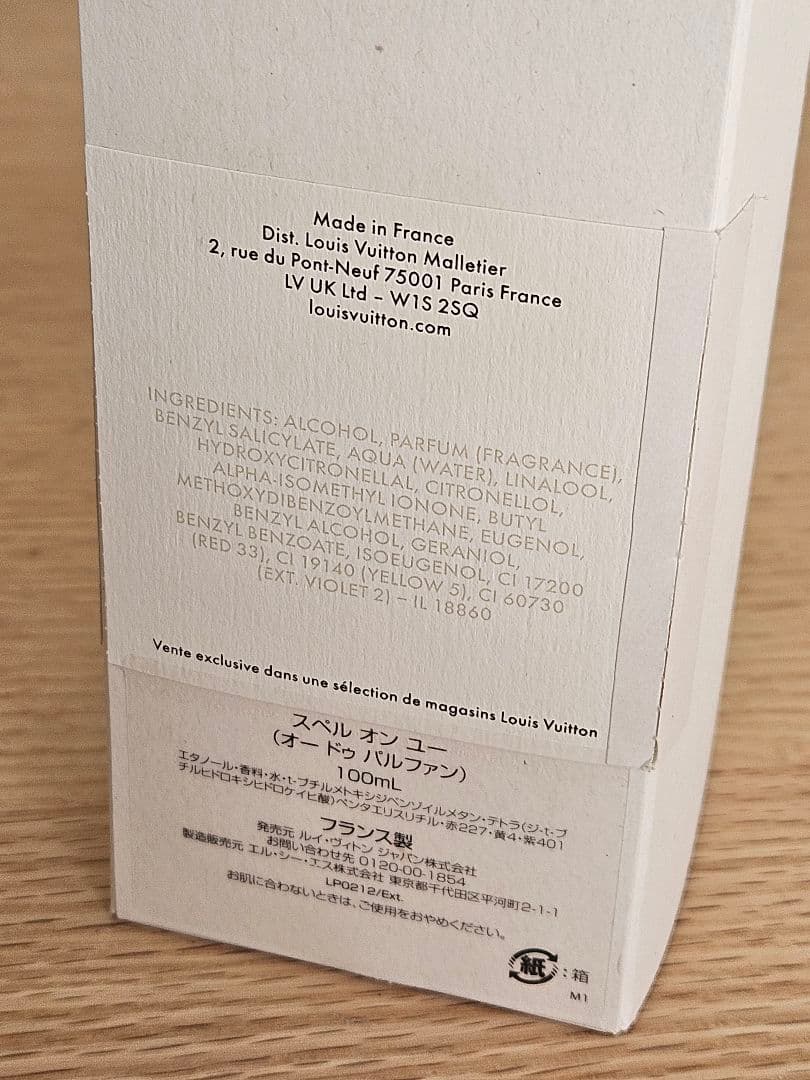 Made in France
Dist. Louis Vuitton Malletier
2, rue du Pont-Neuf 75001 Paris France
LV UK Ltd – W1S 2SQ
louisvuitton.com
INGREDIENTS: ALCOHOL, PARFUM (FRAGRANCE),
BENZYL SALICYLATE, AQUA (WATER), LINALOOL,
HYDROXYCITRONELLAL, CITRONELLOL,
ALPHA-ISOMETHYL IONONE, BUTYL
METHOXYDIBENZOYLMETHANE, EUGENOL,
BENZYL ALCOHOL, GERANIOL,
BENZYL BENZOATE, ISOEUGENOL, CI 17200
(RED 33), CI 19140 (YELLOW 5), CI 60730
(EXT. VIOLET 2) – IL 18860
Vente exclusive dans une sélection de magasins Louis Vuitton
スペル オン ユー
(オー ドゥ パルファン)
100mL
エタノール・香料・水・t-ブチルメトキシジベンゾイルメタン・テトラ(ジ-t-ブ
チルヒドロキシヒドロケイヒ酸)ペンタエリスリチル・赤227・黄4・紫401
フランス製
発売元 ルイ・ヴィトン ジャパン株式会社
お問い合わせ先 0120-00-1854
製造販売元 エル・シー・エス株式会社 東京都千代田区平河町2-1-1
LP0212/Ext.
お肌に合わないときは、ご使用をおやめください。
紙:箱
M1